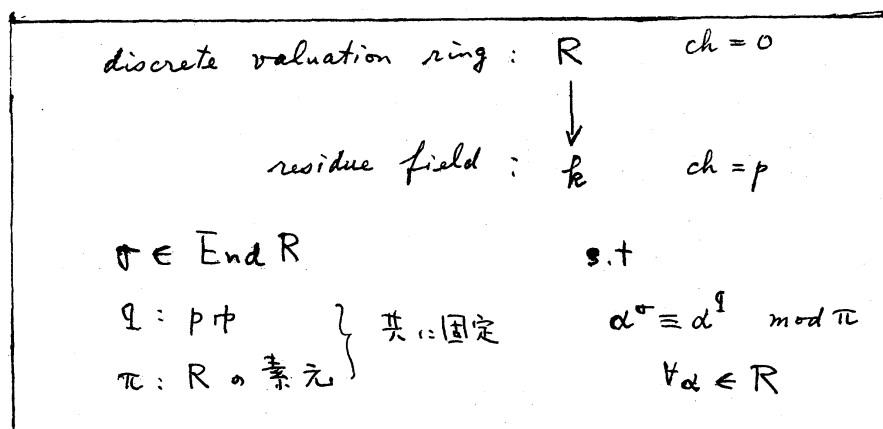 discrete valuation ring : R ch = 0
↓
residue field : k ch = p
σ ∈ End R s.t
q : p巾 } 共に固定 α^σ ≡ α^q mod π
π : R の素元 ∀α ∈ R